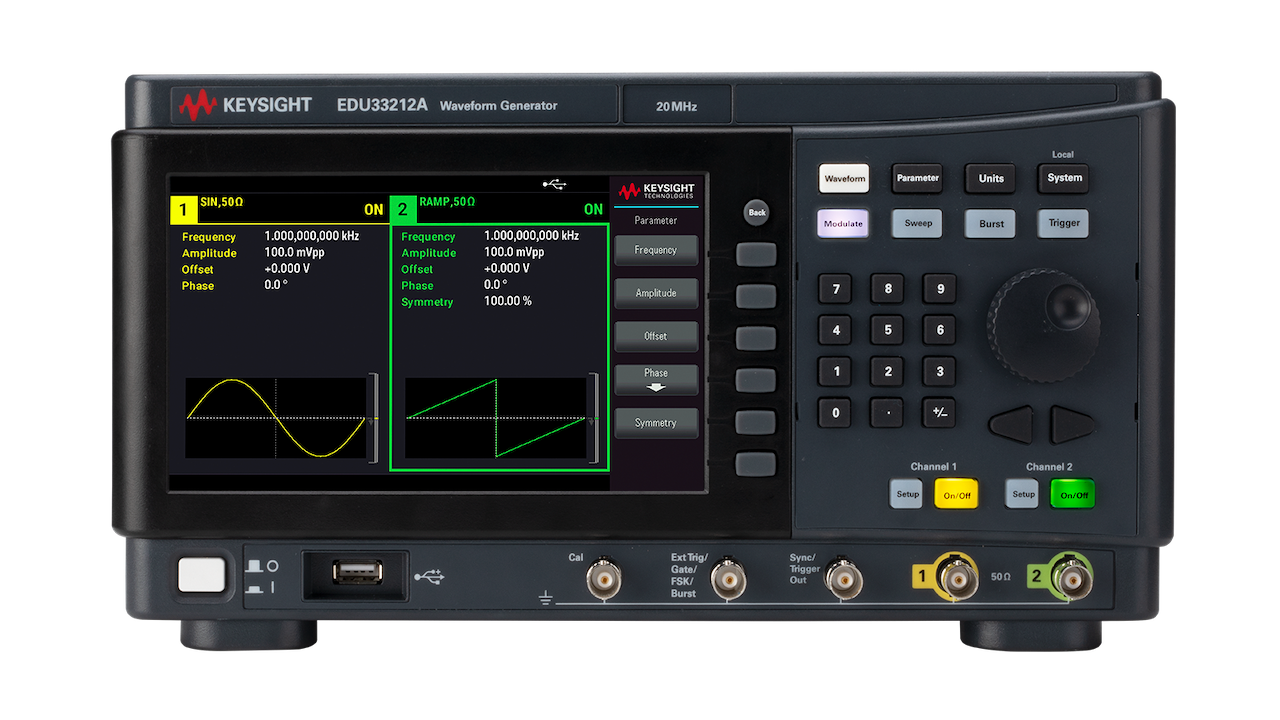 KEYSIGHT EDU33212A Waveform Generator 20 MHz
1 SIN,50Ω ON
Frequency 1.000,000,000 kHz
Amplitude 100.0 mVpp
Offset +0.000 V
Phase 0.0 °
2 RAMP,50Ω ON
Frequency 1.000,000,000 kHz
Amplitude 100.0 mVpp
Offset +0.000 V
Phase 0.0 °
Symmetry 100.00 %
KEYSIGHT
TECHNOLOGIES
Parameter
Frequency
Amplitude
Offset
Phase
Symmetry
Back
Local
Waveform Parameter Units System
Modulate Sweep Burst Trigger
7 8 9
4 5 6
1 2 3
0 . +/-
Channel 1 Channel 2
Setup On/Off Setup On/Off
Cal
Ext Trig/
Gate/
FSK/
Burst
Sync/
Trigger
Out
1 50Ω 2